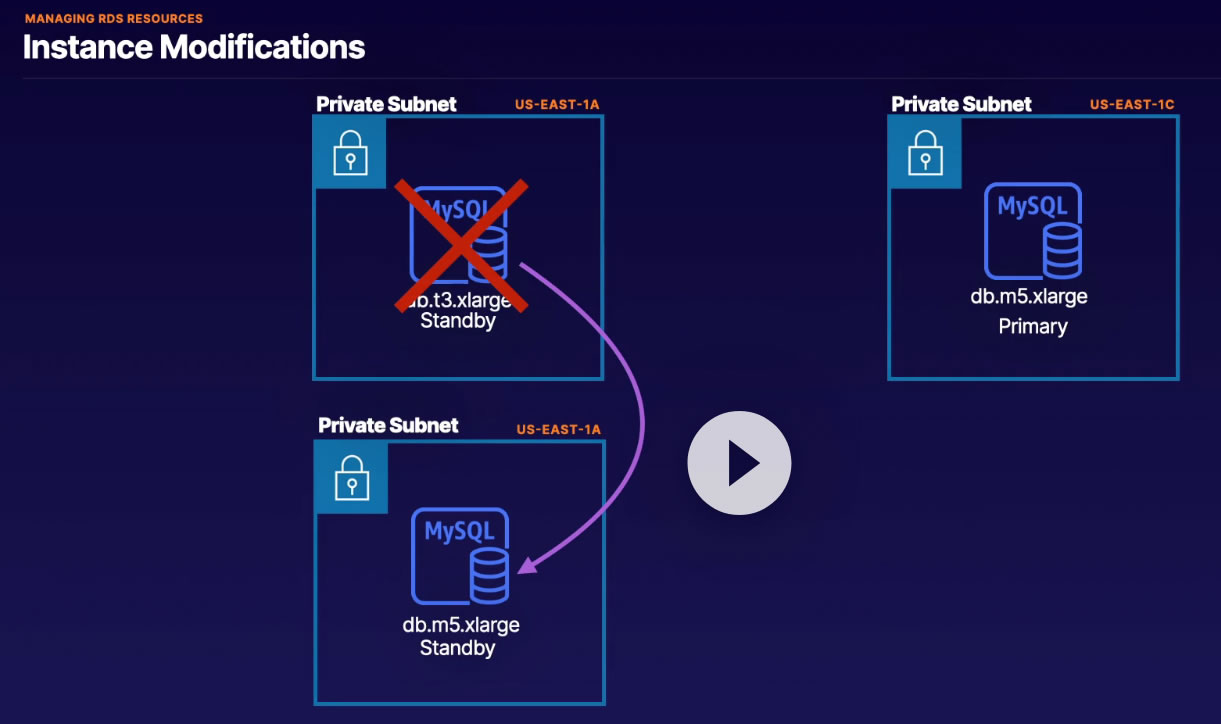 MANAGING RDS RESOURCES
Instance Modifications
Private Subnet US-EAST-1A
MySQL
db.t3.xlarge
Standby
Private Subnet US-EAST-1C
MySQL
db.m5.xlarge
Primary
Private Subnet US-EAST-1A
MySQL
db.m5.xlarge
Standby